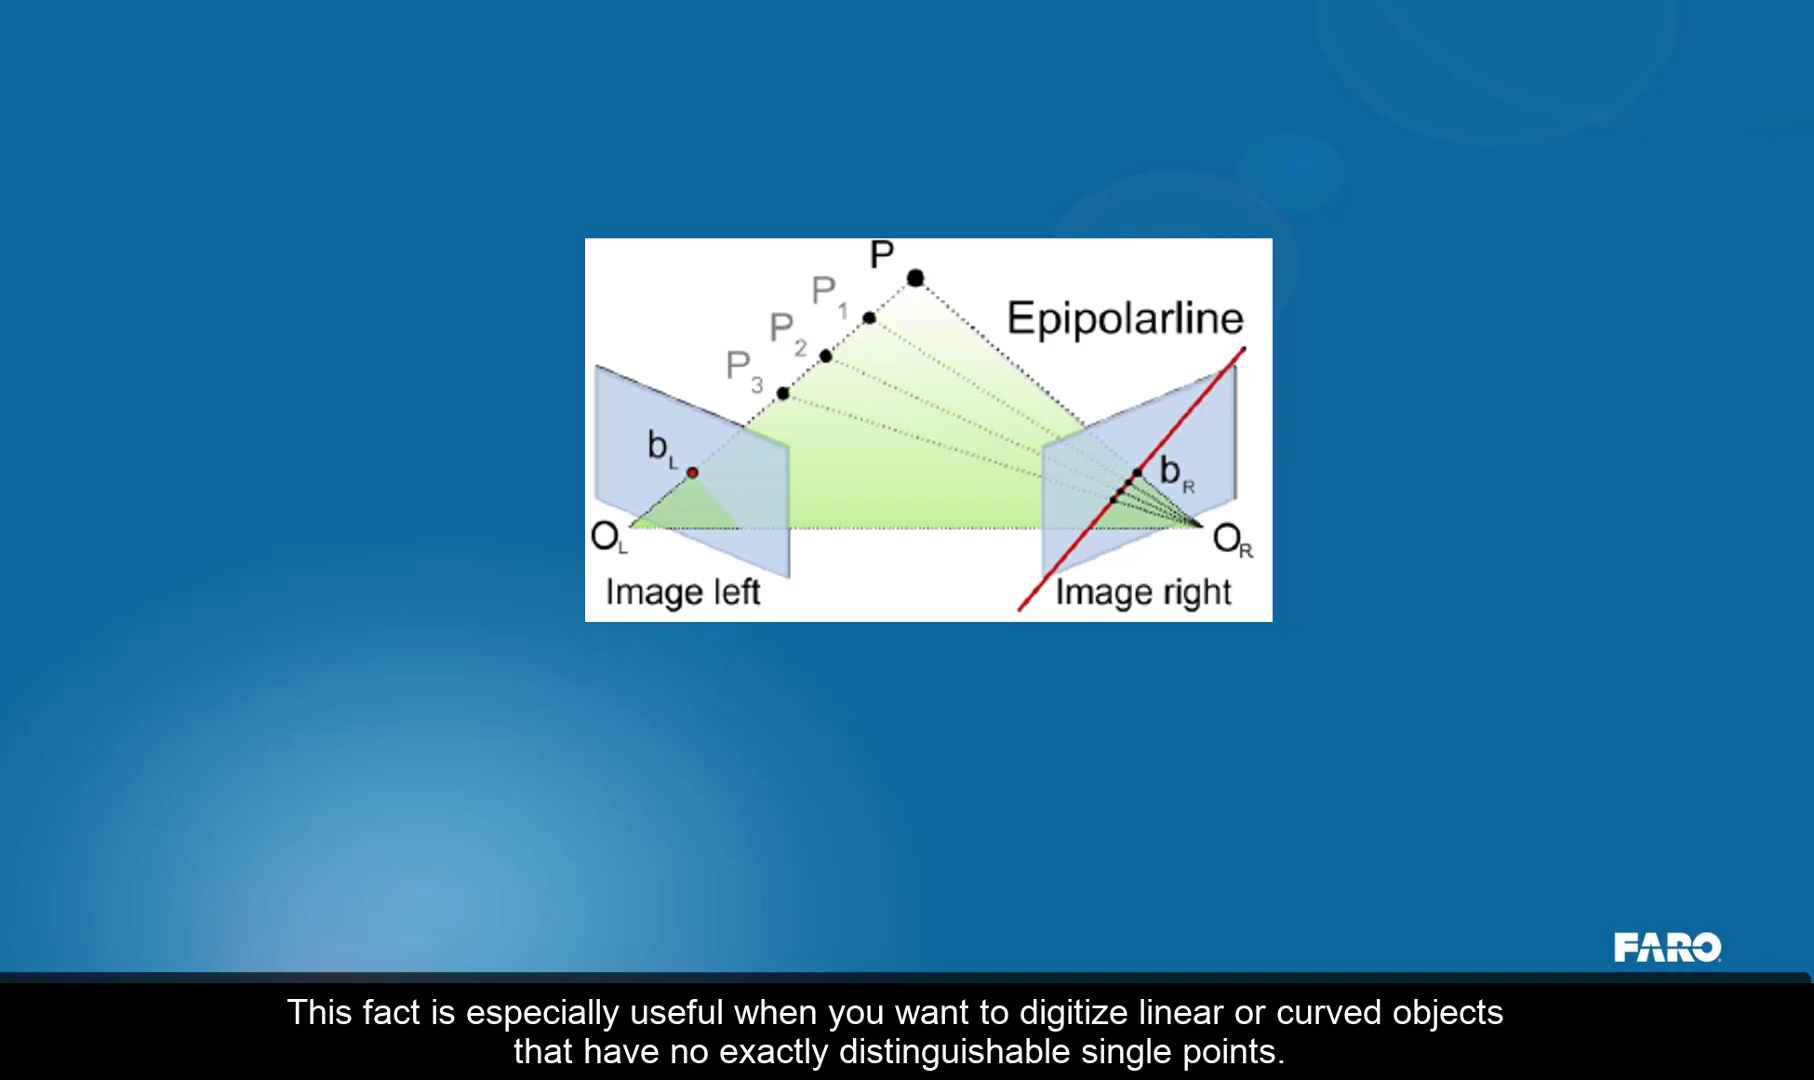 P
P1
Epipolarline
P2
P3
bL
bR
OL
OR
Image left
Image right
FARO
This fact is especially useful when you want to digitize linear or curved objects
that have no exactly distinguishable single points.